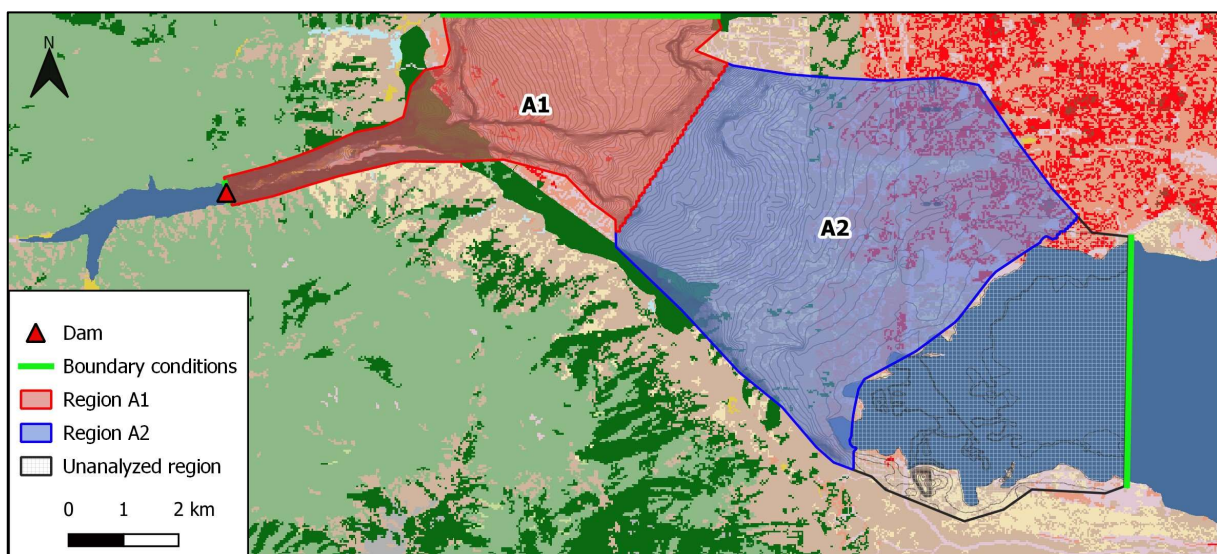 N
A1
A2
Dam
Boundary conditions
Region A1
Region A2
Unanalyzed region
0 1 2 km